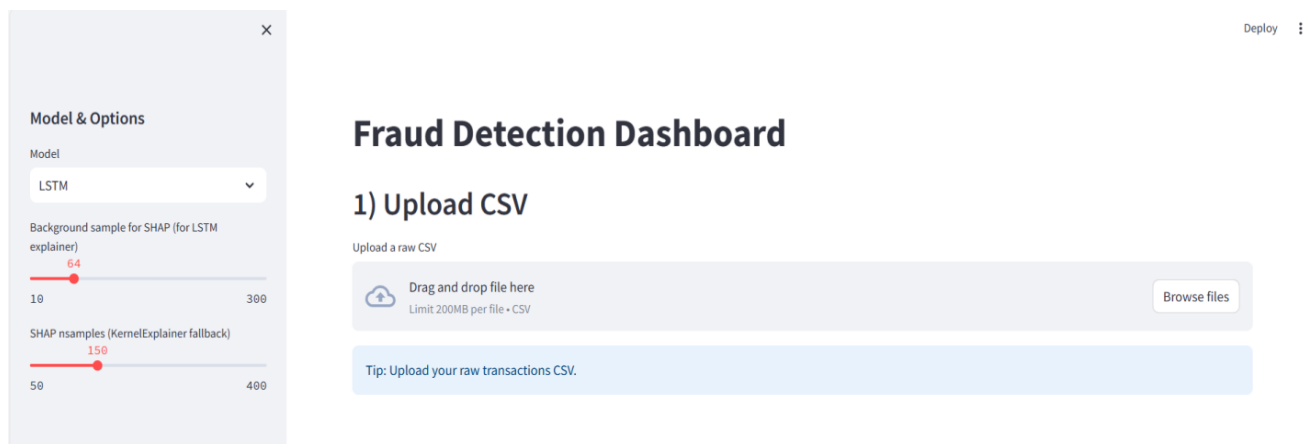 Deploy
Model & Options
Model
LSTM
Background sample for SHAP (for LSTM
explainer)
64
10 300
SHAP nsamples (KernelExplainer fallback)
150
50 400
Fraud Detection Dashboard
1) Upload CSV
Upload a raw CSV
Drag and drop file here
Limit 200MB per file • CSV
Browse files
Tip: Upload your raw transactions CSV.